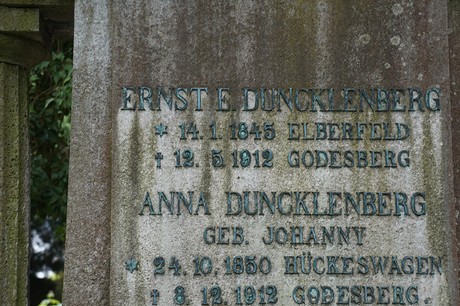 ERNST E. DUNCKLENBERG
* 14. 1. 1845 ELBERFELD
† 12. 5. 1912 GODESBERG
ANNA DUNCKLENBERG
GEB. JOHANNY
* 24. 10. 1850 HÜCKESWAGEN
† 8. 12. 1912 GODESBERG